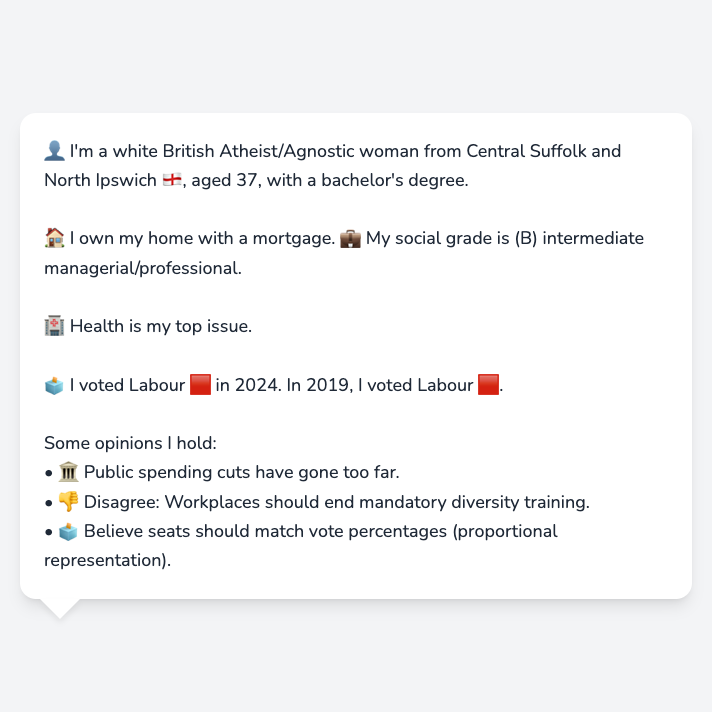 👤 I'm a white British Atheist/Agnostic woman from Central Suffolk and
North Ipswich 🏴󠁧󠁢󠁥󠁮󠁧󠁿, aged 37, with a bachelor's degree.
🏠 I own my home with a mortgage. 💼 My social grade is (B) intermediate
managerial/professional.
🏥 Health is my top issue.
🗳️ I voted Labour 🟥 in 2024. In 2019, I voted Labour 🟥.
Some opinions I hold:
• 🏛️ Public spending cuts have gone too far.
• 👎 Disagree: Workplaces should end mandatory diversity training.
• 🗳️ Believe seats should match vote percentages (proportional
representation).